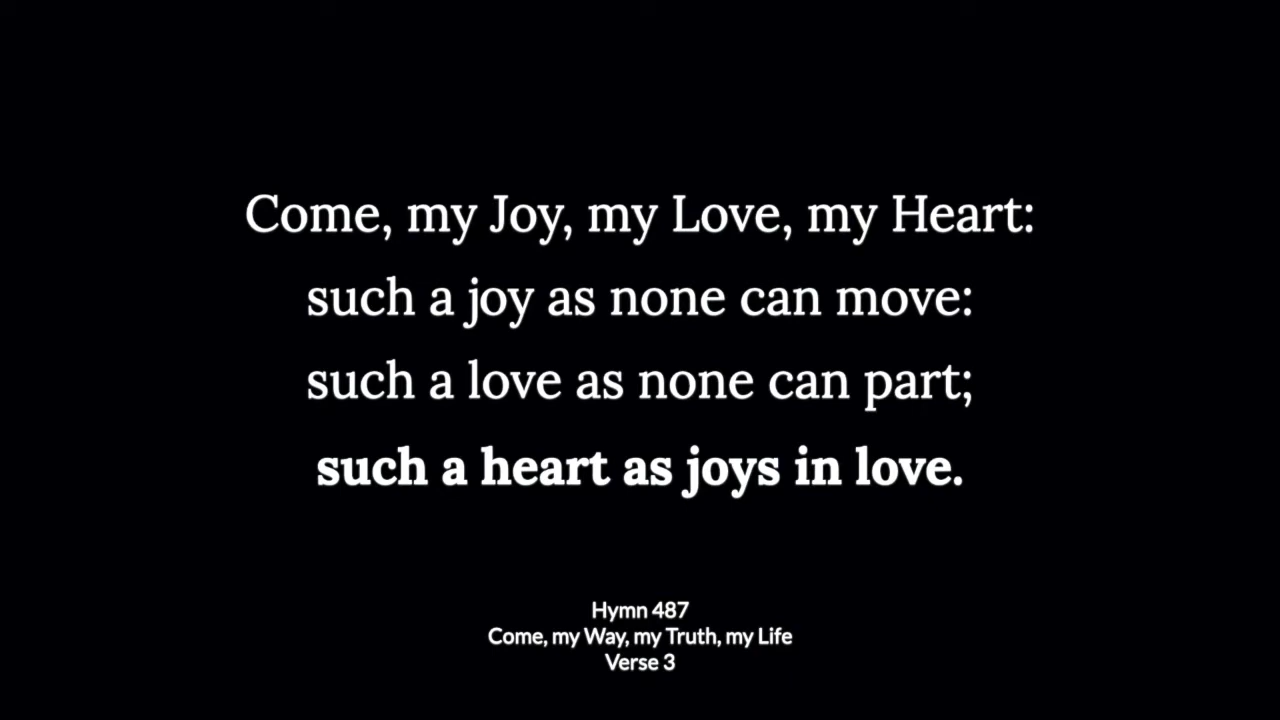 Come, my Joy, my Love, my Heart:
such a joy as none can move:
such a love as none can part;
such a heart as joys in love.
Hymn 487
Come, my Way, my Truth, my Life
Verse 3